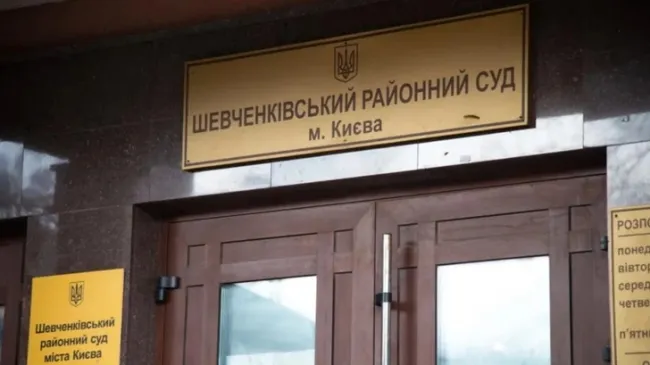 ШЕВЧЕНКІВСЬКИЙ РАЙОННИЙ СУД
м. Києва
Шевченківський
районний суд
міста Києва